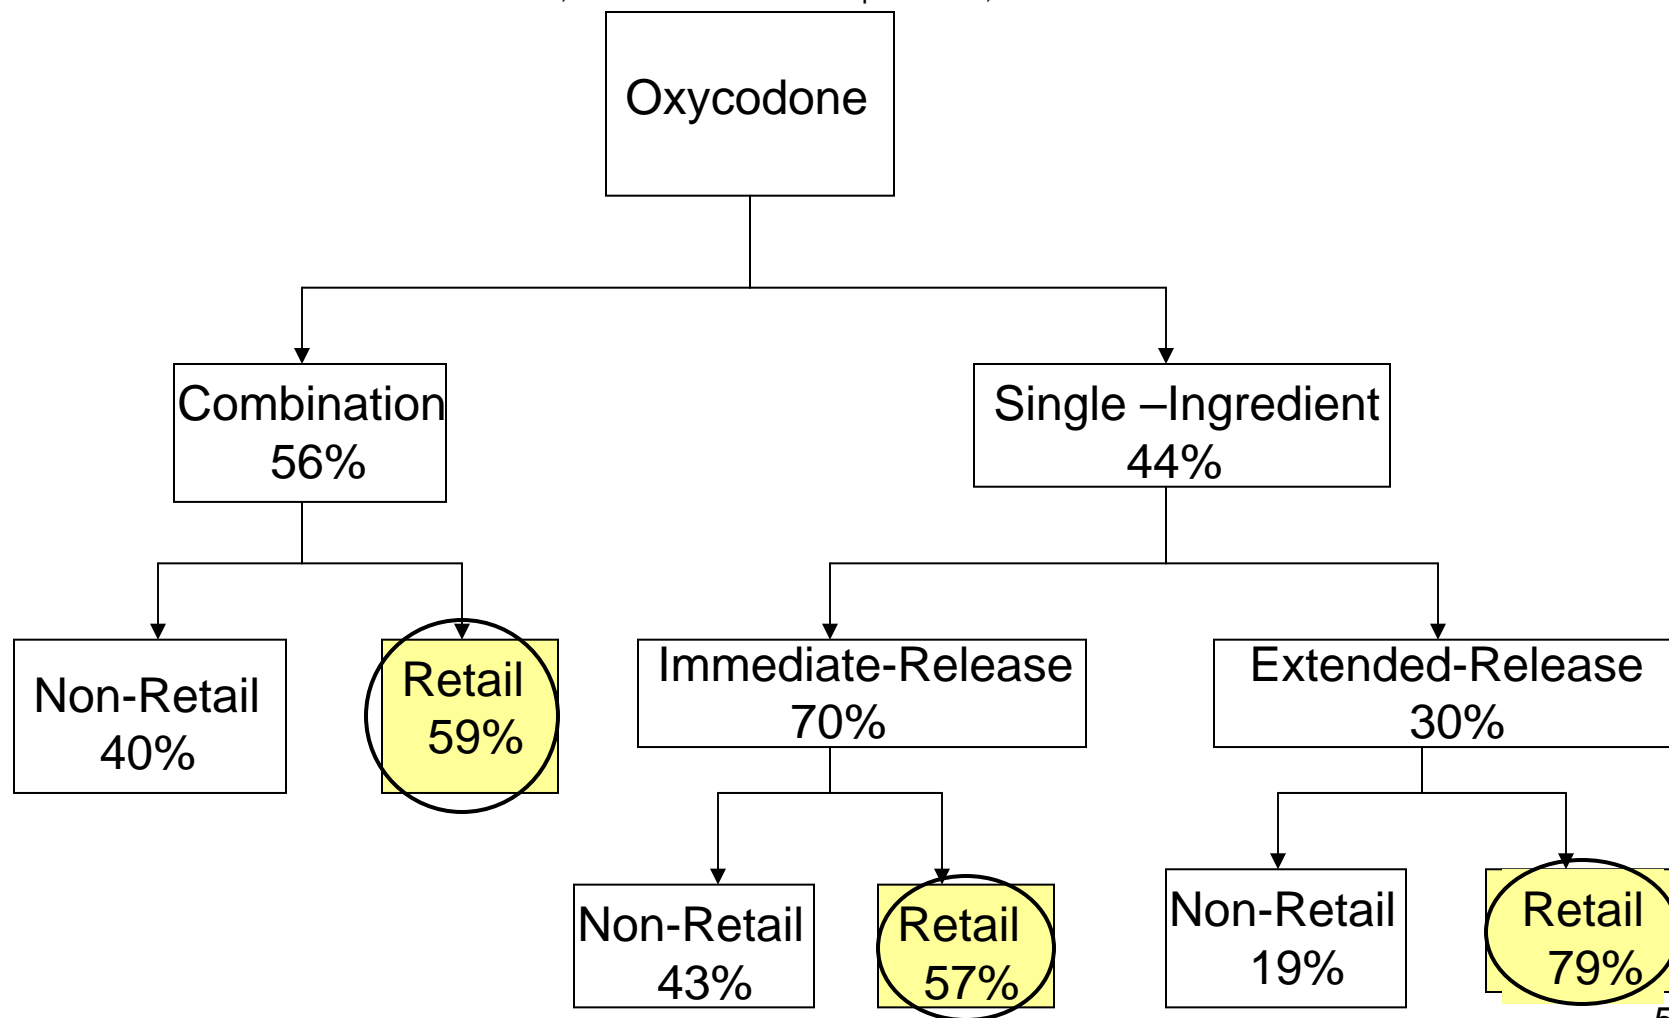 Oxycodone
Combination
56%
Single –Ingredient
44%
Non-Retail
40%
Retail
59%
Immediate-Release
70%
Extended-Release
30%
Non-Retail
43%
Retail
57%
Non-Retail
19%
Retail
79%
5